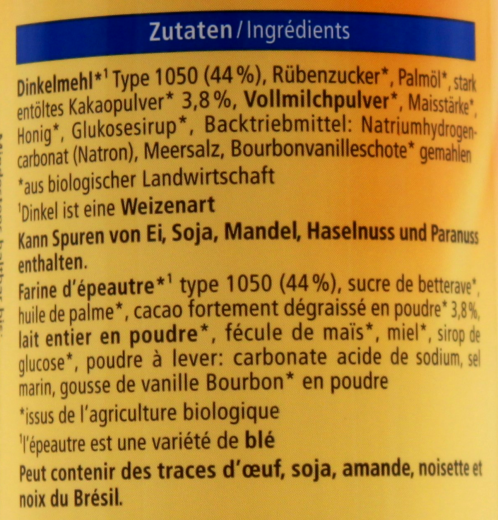 Zutaten / Ingrédients
Dinkelmehl*¹ Type 1050 (44%), Rübenzucker*, Palmöl*, stark
entöltes Kakaopulver* 3,8%, Vollmilchpulver*, Maisstärke*,
Honig*, Glukosesirup*, Backtriebmittel: Natriumhydrogen-
carbonat (Natron), Meersalz, Bourbonvanilleschote* gemahlen
*aus biologischer Landwirtschaft
¹Dinkel ist eine Weizenart
Kann Spuren von Ei, Soja, Mandel, Haselnuss und Paranuss
enthalten.
Farine d'épeautre*¹ type 1050 (44%), sucre de betterave*,
huile de palme*, cacao fortement dégraissé en poudre* 3,8%,
lait entier en poudre*, fécule de maïs*, miel*, sirop de
glucose*, poudre à lever: carbonate acide de sodium, sel
marin, gousse de vanille Bourbon* en poudre
*issus de l'agriculture biologique
¹l'épeautre est une variété de blé
Peut contenir des traces d'œuf, soja, amande, noisette et
noix du Brésil.